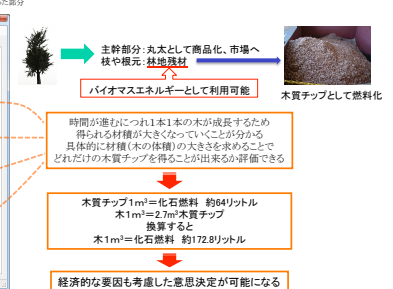 た部分
主幹部分：丸太として商品化、市場へ
枝や根元：林地残材
バイオマスエネルギーとして利用可能
木質チップとして燃料化
時間が進むにつれ1本1本の木が成長するため
得られる材積が大きくなっていくことが分かる
具体的に材積（木の体積）の大きさを求めることで
どれだけの木質チップを得ることが出来るか評価できる
木質チップ1m³＝化石燃料　約64リットル
木1m³＝2.7m³木質チップ
換算すると
木1m³＝化石燃料　約172.8リットル
経済的な要因も考慮した意思決定が可能になる